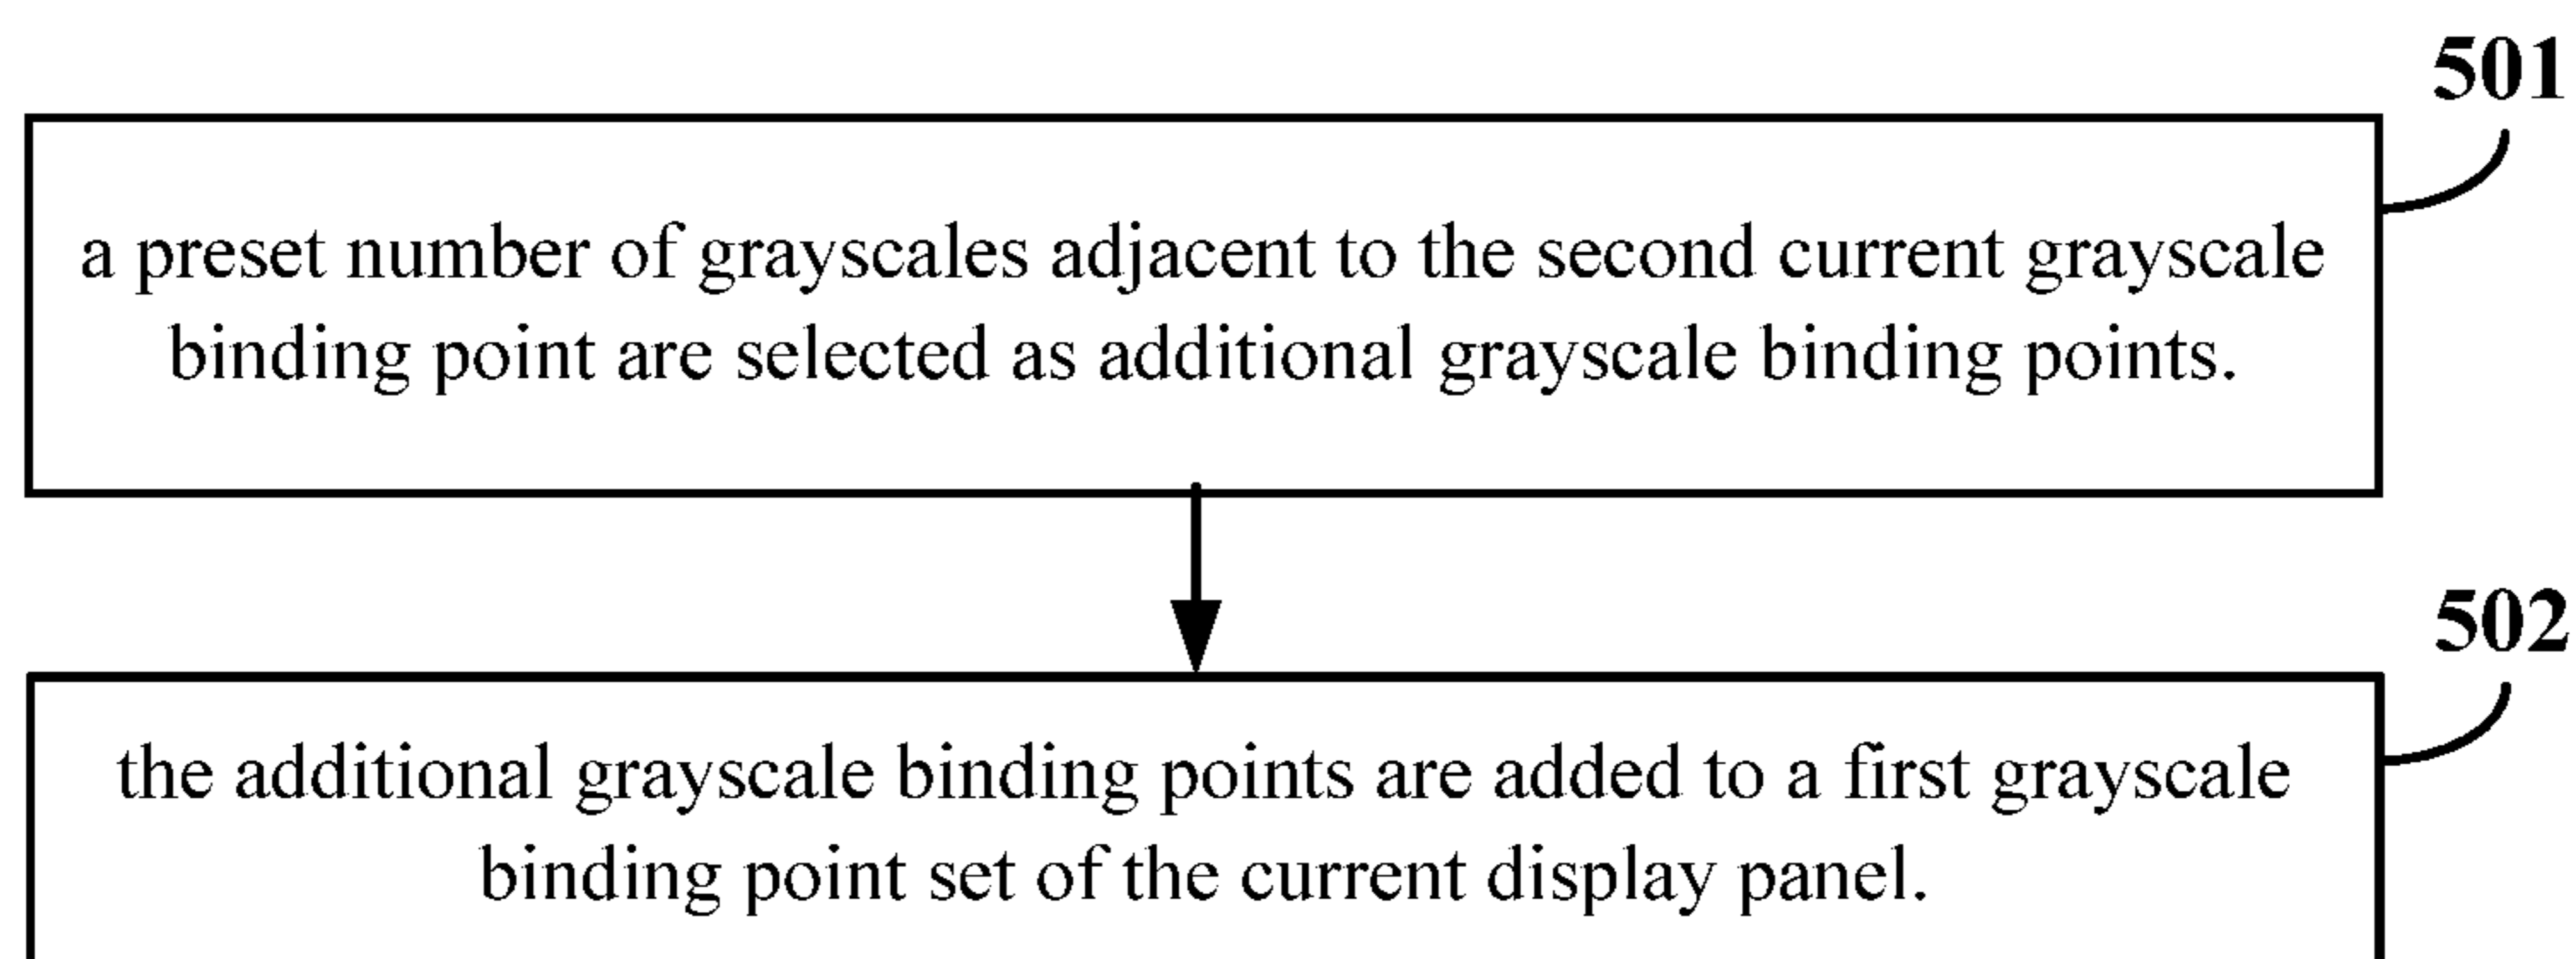 501
a preset number of grayscales adjacent to the second current grayscale
binding point are selected as additional grayscale binding points.
502
the additional grayscale binding points are added to a first grayscale
binding point set of the current display panel.